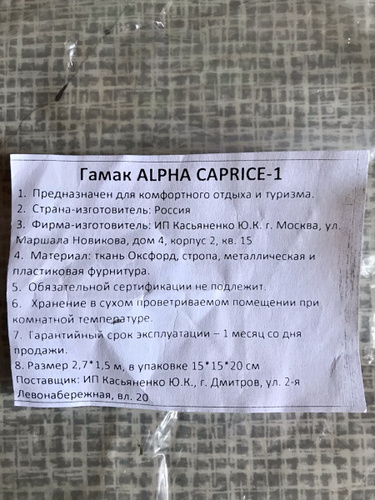 Гамак ALPHA CAPRICE-1
1. Предназначен для комфортного отдыха и туризма.
2. Страна-изготовитель: Россия
3. Фирма-изготовитель: ИП Касьяненко Ю.К. г. Москва, ул.
Маршала Новикова, дом 4, корпус 2, кв. 15
4. Материал: ткань Оксфорд, стропа, металлическая и
пластиковая фурнитура.
5. Обязательной сертификации не подлежит.
6. Хранение в сухом проветриваемом помещении при
комнатной температуре.
7. Гарантийный срок эксплуатации – 1 месяц со дня
продажи.
8. Размер 2,7*1,5 м, в упаковке 15*15*20 см
Поставщик: ИП Касьяненко Ю.К., г. Дмитров, ул. 2-я
Левонабережная, вл. 20